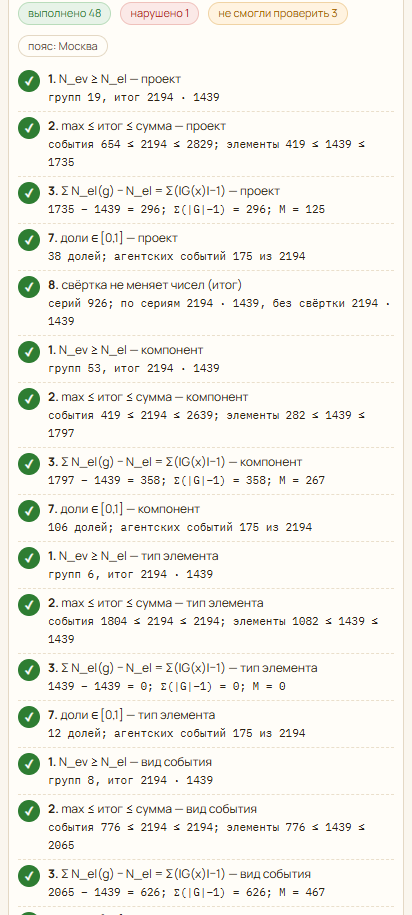 выполнено 48
нарушено 1
не смогли проверить 3
пояс: Москва
1. N_ev ≥ N_el — проект
групп 19, итог 2194 · 1439
2. max ≤ итог ≤ сумма — проект
события 654 ≤ 2194 ≤ 2829; элементы 419 ≤ 1439 ≤
1735
3. Σ N_el(g) − N_el = Σ(|G(x)|−1) — проект
1735 − 1439 = 296; Σ(|G|−1) = 296; M = 125
7. доли ∈ [0,1] — проект
38 долей; агентских событий 175 из 2194
8. свёртка не меняет чисел (итог)
серий 926; по сериям 2194 · 1439, без свёртки 2194 ·
1439
1. N_ev ≥ N_el — компонент
групп 53, итог 2194 · 1439
2. max ≤ итог ≤ сумма — компонент
события 419 ≤ 2194 ≤ 2639; элементы 282 ≤ 1439 ≤
1797
3. Σ N_el(g) − N_el = Σ(|G(x)|−1) — компонент
1797 − 1439 = 358; Σ(|G|−1) = 358; M = 267
7. доли ∈ [0,1] — компонент
106 долей; агентских событий 175 из 2194
1. N_ev ≥ N_el — тип элемента
групп 6, итог 2194 · 1439
2. max ≤ итог ≤ сумма — тип элемента
события 1804 ≤ 2194 ≤ 2194; элементы 1082 ≤ 1439 ≤
1439
3. Σ N_el(g) − N_el = Σ(|G(x)|−1) — тип элемента
1439 − 1439 = 0; Σ(|G|−1) = 0; M = 0
7. доли ∈ [0,1] — тип элемента
12 долей; агентских событий 175 из 2194
1. N_ev ≥ N_el — вид события
групп 8, итог 2194 · 1439
2. max ≤ итог ≤ сумма — вид события
события 776 ≤ 2194 ≤ 2194; элементы 776 ≤ 1439 ≤
2065
3. Σ N_el(g) − N_el = Σ(|G(x)|−1) — вид события
2065 − 1439 = 626; Σ(|G|−1) = 626; M = 467